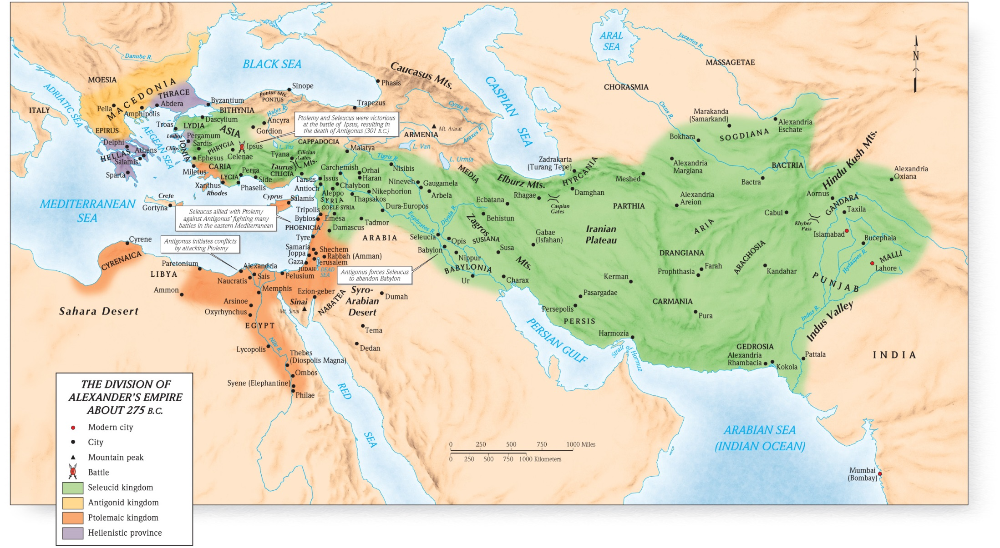 ARAL
SEA
Jaxartes R.
MASSAGETAE
N
Danube R.
BLACK SEA
Caucasus Mts.
CASPIAN
SEA
CHORASMIA
MOESIA
ADRIATIC SEA
MACEDONIA
THRACE
Abdera
Byzantium
Sinope
Pontus Mts.
PONTUS
Phasis
Trapezus
Cyrus R.
Oxus R.
ITALY
Pella
Amphipolis
BITHYNIA
Halys R.
Ancyra
Gordion
Dascylium
Troas
LYDIA
ASIA
EPIRUS
AEGEAN SEA
Lesbos
Pergamum
Sardis
Chios
IONIA
PHRYGIA
Ipsus
Celenae
Ptolemy and Seleucus were victorious
at the battle of Ipsus, resulting in
the death of Antigonus (301 B.C.)
ARMENIA
Mt. Ararat
Araxes R.
L. Van
L. Urmia
CAPPADOCIA
Malatya
L. Tuz
Tyana
Cilician
Gates
Taurus
Mts.
CILICIA
Delphi
HELLAS
Athens
Salamis
Sparta
Ephesus
Miletus
CARIA
LYCIA
Perga
Side
Xanthus
Phaselis
Rhodes
Tarsus
Issus
Antioch
Carchemish
Orhai
Haran
Chalybon
Aleppo
Nikephorion
Thapsakos
SYRIA
COELE-SYRIA
Tigris R.
Nisibis
Nineveh
Gaugamela
Arbela
MEDIA
Elburz Mts.
Zadrakarta
(Turang Tepe)
HYRCANIA
Damghan
Rhagae
Caspian
Gates
Ecbatana
Behistun
Meshed
PARTHIA
Marakanda
(Samarkand)
Alexandria
Eschate
SOGDIANA
Bokhara
Alexandria
Margiana
BACTRIA
Bactra
Hindu Kush Mts.
Alexandria
Oxiana
Alexandria
Areion
Aornus
GANDARA
Taxila
Cabul
Khyber
Pass
Islamabad
Bucephala
ARIA
MEDITERRANEAN
SEA
Crete
Gortyna
Cyprus
Salamis
Tripolis
Byblos
Emesa
Dura-Europos
Tadmor
Damascus
PHOENICIA
Tyre
Seleucus allied with Ptolemy
against Antigonus' fighting many
battles in the eastern Mediterranean
Antigonus initiates conflicts
by attacking Ptolemy
ARABIA
Euphrates R.
Diyala R.
Zagros
Mts.
Seleucia
Opis
SUSIANA
Babylon
Susa
Nippur
BABYLONIA
Ur
Charax
Gabae
(Isfahan)
Iranian
Plateau
DRANGIANA
ARACHOSIA
Farah
Prophthasia
Kandahar
Kerman
Hydaspes R.
MALLI
Lahore
PUNJAB
Cyrene
CYRENAICA
Paretonium
LIBYA
Ammon
Alexandria
Naucratis
Sais
Samaria
Joppa
Gaza
Shechem
Rabbah (Amman)
Jerusalem
JUDAH
DEAD
SEA
Pelusium
Memphis
Ezion-geber
Sinai
Mt. Sinai
NABATEA
Antigonus forces Seleucus
to abandon Babylon
Syro-
Arabian
Desert
Dumah
Tema
Dedan
Sahara Desert
Arsinoe
Oxyrhynchus
EGYPT
Nile R.
Lycopolis
Thebes
(Diospolis Magna)
Ombos
Syene (Elephantine)
Philae
RED
SEA
Pasargadae
Persepolis
PERSIS
PERSIAN GULF
Harmozia
Strait of Hormuz
CARMANIA
Pura
GEDROSIA
Alexandria
Rhambacia
Kokola
Pattala
Indus R.
Indus Valley
INDIA
ARABIAN SEA
(INDIAN OCEAN)
Mumbai
(Bombay)
0 250 500 750 1000 Miles
0 250 500 750 1000 Kilometers
THE DIVISION OF
ALEXANDER'S EMPIRE
ABOUT 275 B.C.
Modern city
City
Mountain peak
Battle
Seleucid kingdom
Antigonid kingdom
Ptolemaic kingdom
Hellenistic province